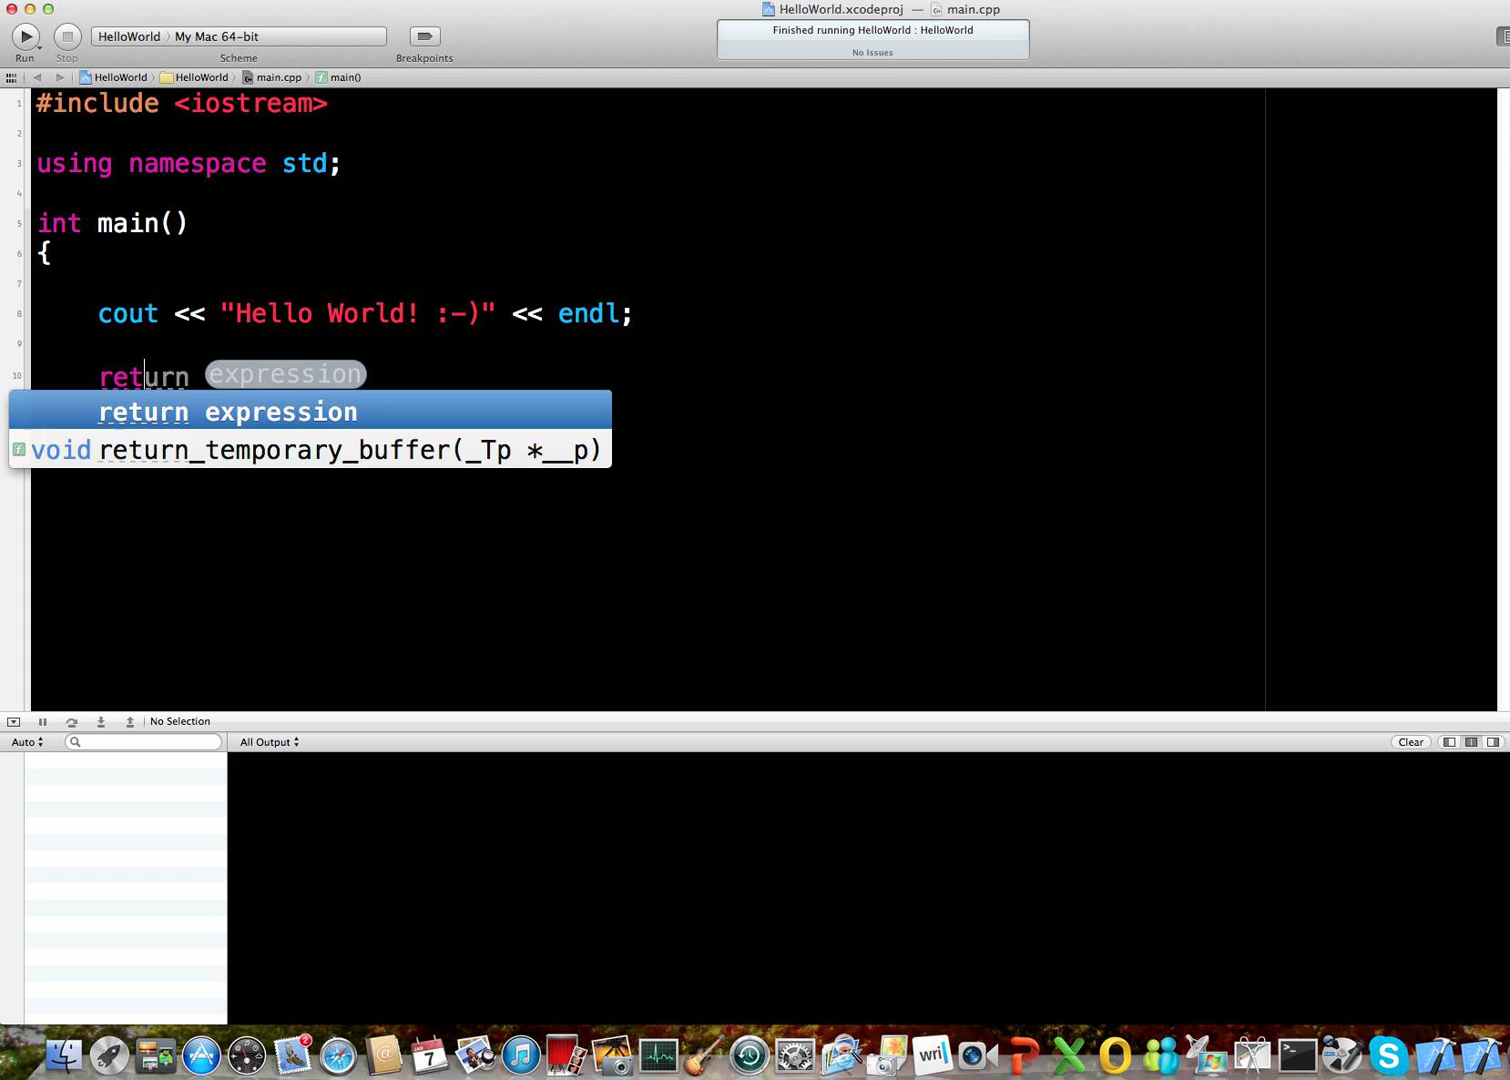 HelloWorld.xcodeproj — main.cpp
Run
Stop
HelloWorld
My Mac 64-bit
Scheme
Breakpoints
Finished running HelloWorld : HelloWorld
No Issues
HelloWorld
HelloWorld
main.cpp
main()
1 #include <iostream>
2
3 using namespace std;
4
5 int main()
6 {
7
8 cout << "Hello World! :-)" << endl;
9
10 return expression
return expression
void return_temporary_buffer(_Tp *__p)
No Selection
Auto
All Output
Clear
2
JAN
7
wri